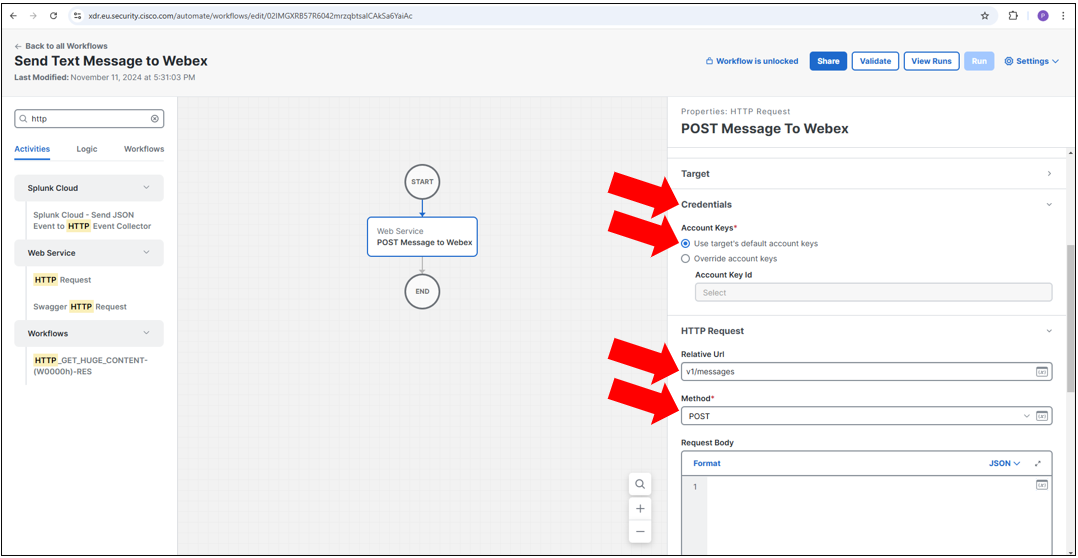 xdr.eu.security.cisco.com/automate/workflows/edit/02IMGXRB57R6042mrzqbtsalCAkSa6YaiAc
P
← Back to all Workflows
Send Text Message to Webex
Last Modified: November 11, 2024 at 5:31:03 PM
Workflow is unlocked
Share
Validate
View Runs
Run
Settings
http
Activities
Logic
Workflows
Splunk Cloud
Splunk Cloud - Send JSON
Event to HTTP Event Collector
Web Service
HTTP Request
Swagger HTTP Request
Workflows
HTTP_GET_HUGE_CONTENT-
(W0000h)-RES
START
Web Service
POST Message to Webex
END
Properties: HTTP Request
POST Message To Webex
Target
Credentials
Account Keys*
Use target's default account keys
Override account keys
Account Key Id
Select
HTTP Request
Relative Url
v1/messages
Method*
POST
Request Body
Format
JSON
1